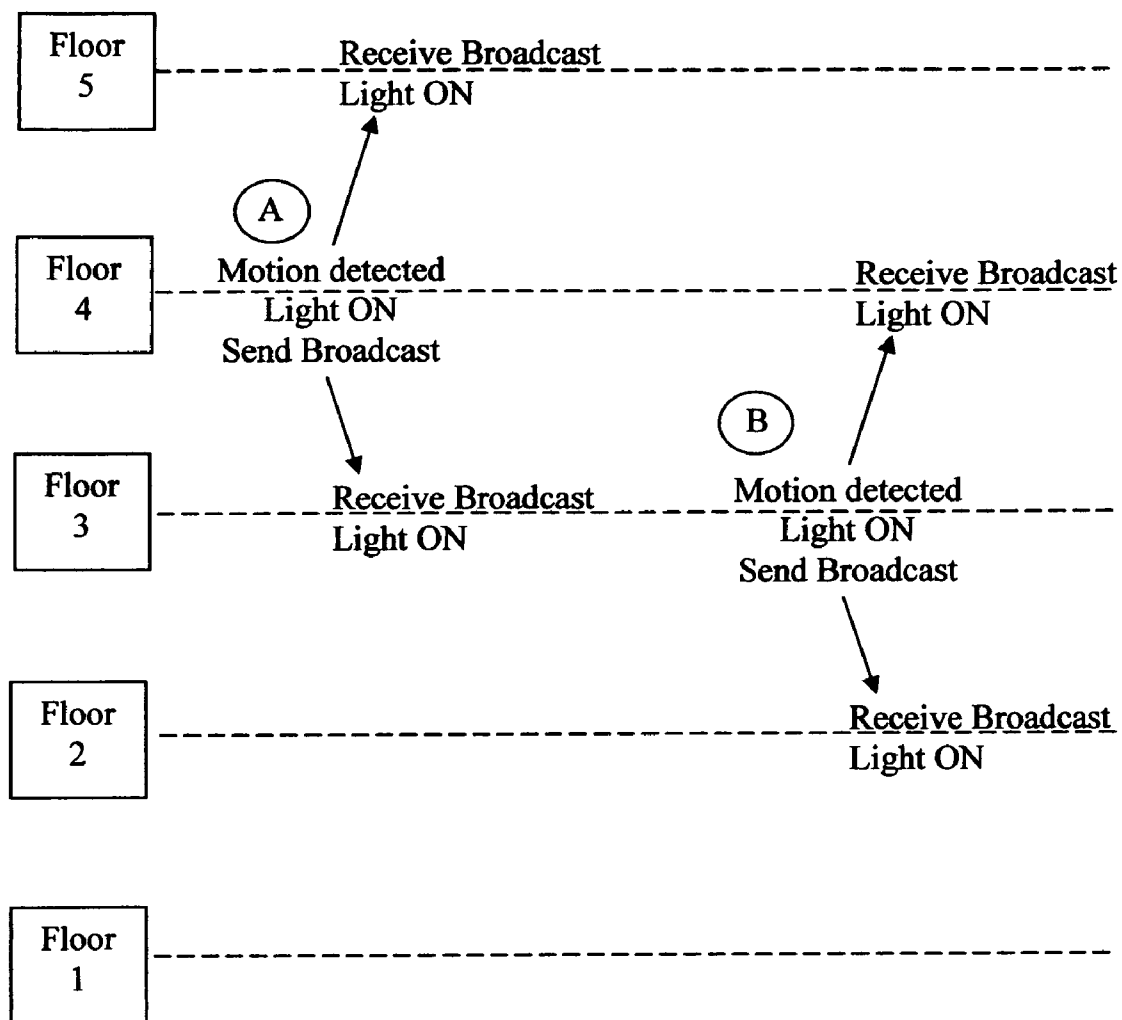 Floor
5
Receive Broadcast
Light ON
A
Floor
4
Motion detected
Light ON
Send Broadcast
Receive Broadcast
Light ON
B
Floor
3
Receive Broadcast
Light ON
Motion detected
Light ON
Send Broadcast
Floor
2
Receive Broadcast
Light ON
Floor
1